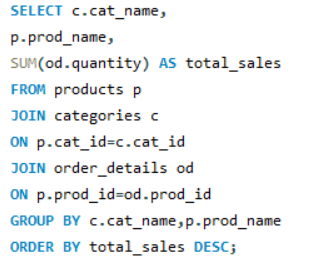 SELECT c.cat_name,
p.prod_name,
SUM(od.quantity) AS total_sales
FROM products p
JOIN categories c
ON p.cat_id=c.cat_id
JOIN order_details od
ON p.prod_id=od.prod_id
GROUP BY c.cat_name,p.prod_name
ORDER BY total_sales DESC;